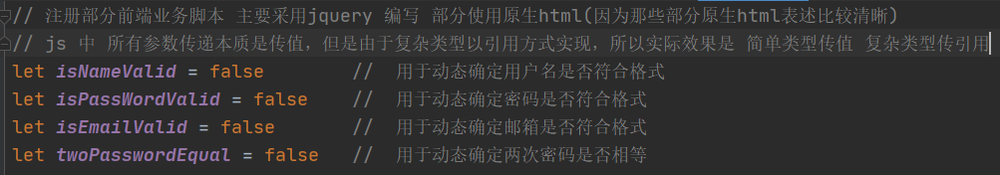 // 注册部分前端业务脚本 主要采用jquery 编写 部分使用原生html(因为那些部分原生html表述比较清晰)
// js 中 所有参数传递本质是传值，但是由于复杂类型以引用方式实现，所以实际效果是 简单类型传值 复杂类型传引用
let isNameValid = false // 用于动态确定用户名是否符合格式
let isPassWordValid = false // 用于动态确定密码是否符合格式
let isEmailValid = false // 用于动态确定邮箱是否符合格式
let twoPasswordEqual = false // 用于动态确定两次密码是否相等